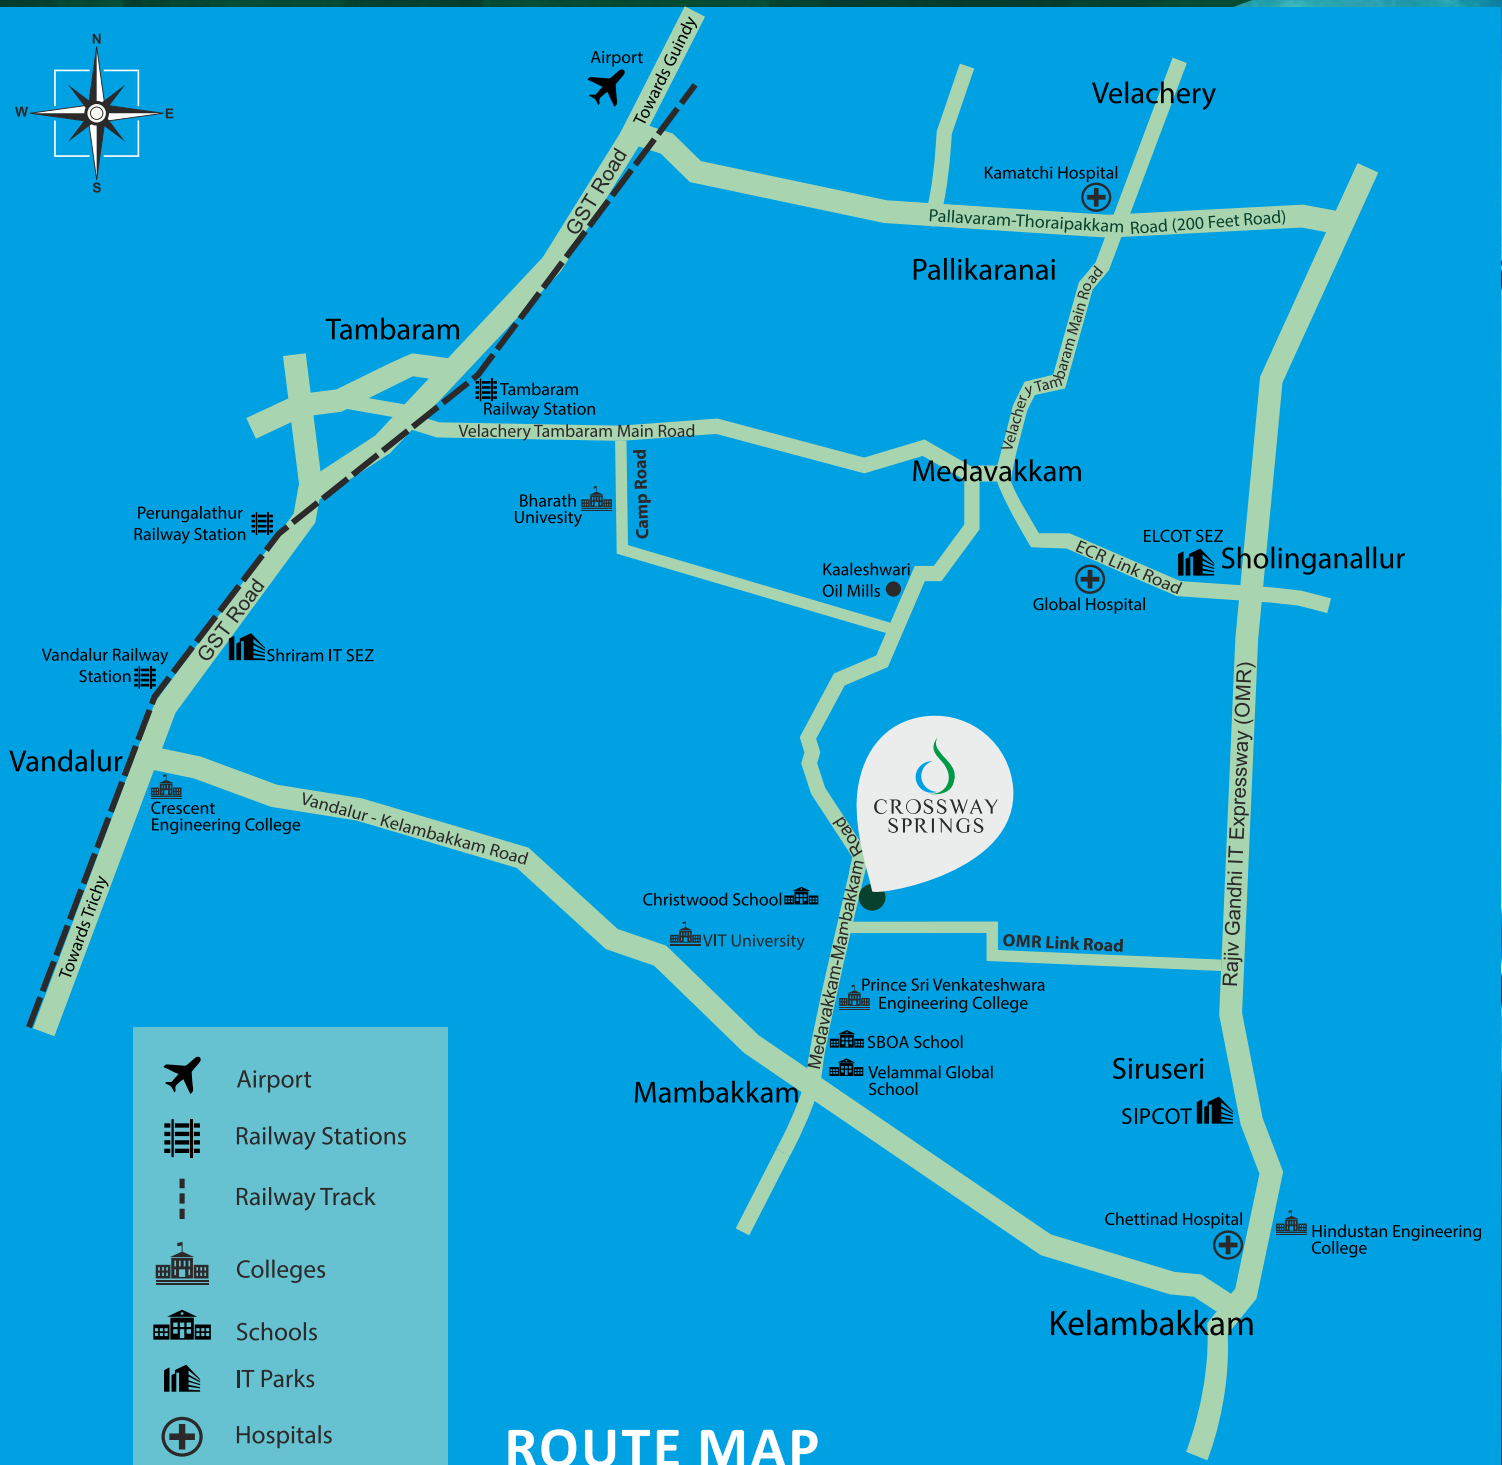 N
W
E
S
Airport
Towards Guindy
Velachery
GST Road
Kamatchi Hospital
Pallavaram-Thoraipakkam Road (200 Feet Road)
Pallikaranai
Velachery Tambaram Main Road
Tambaram
Tambaram
Railway Station
Velachery Tambaram Main Road
Camp Road
Medavakkam
Bharath
Univesity
Perungalathur
Railway Station
ELCOT SEZ
Sholinganallur
ECR Link Road
Global Hospital
Kaaleshwari
Oil Mills
GST Road
Shriram IT SEZ
Vandalur Railway
Station
Rajiv Gandhi IT Expressway (OMR)
Vandalur
Crescent
Engineering College
Vandalur - Kelambakkam Road
CROSSWAY
SPRINGS
Medavakkam-Mambakkam Road
Christwood School
VIT University
OMR Link Road
Towards Trichy
Prince Sri Venkateshwara
Engineering College
SBOA School
Velammal Global
School
Mambakkam
Siruseri
SIPCOT
Chettinad Hospital
Hindustan Engineering
College
Kelambakkam
Airport
Railway Stations
Railway Track
Colleges
Schools
IT Parks
Hospitals
ROUTE MAP